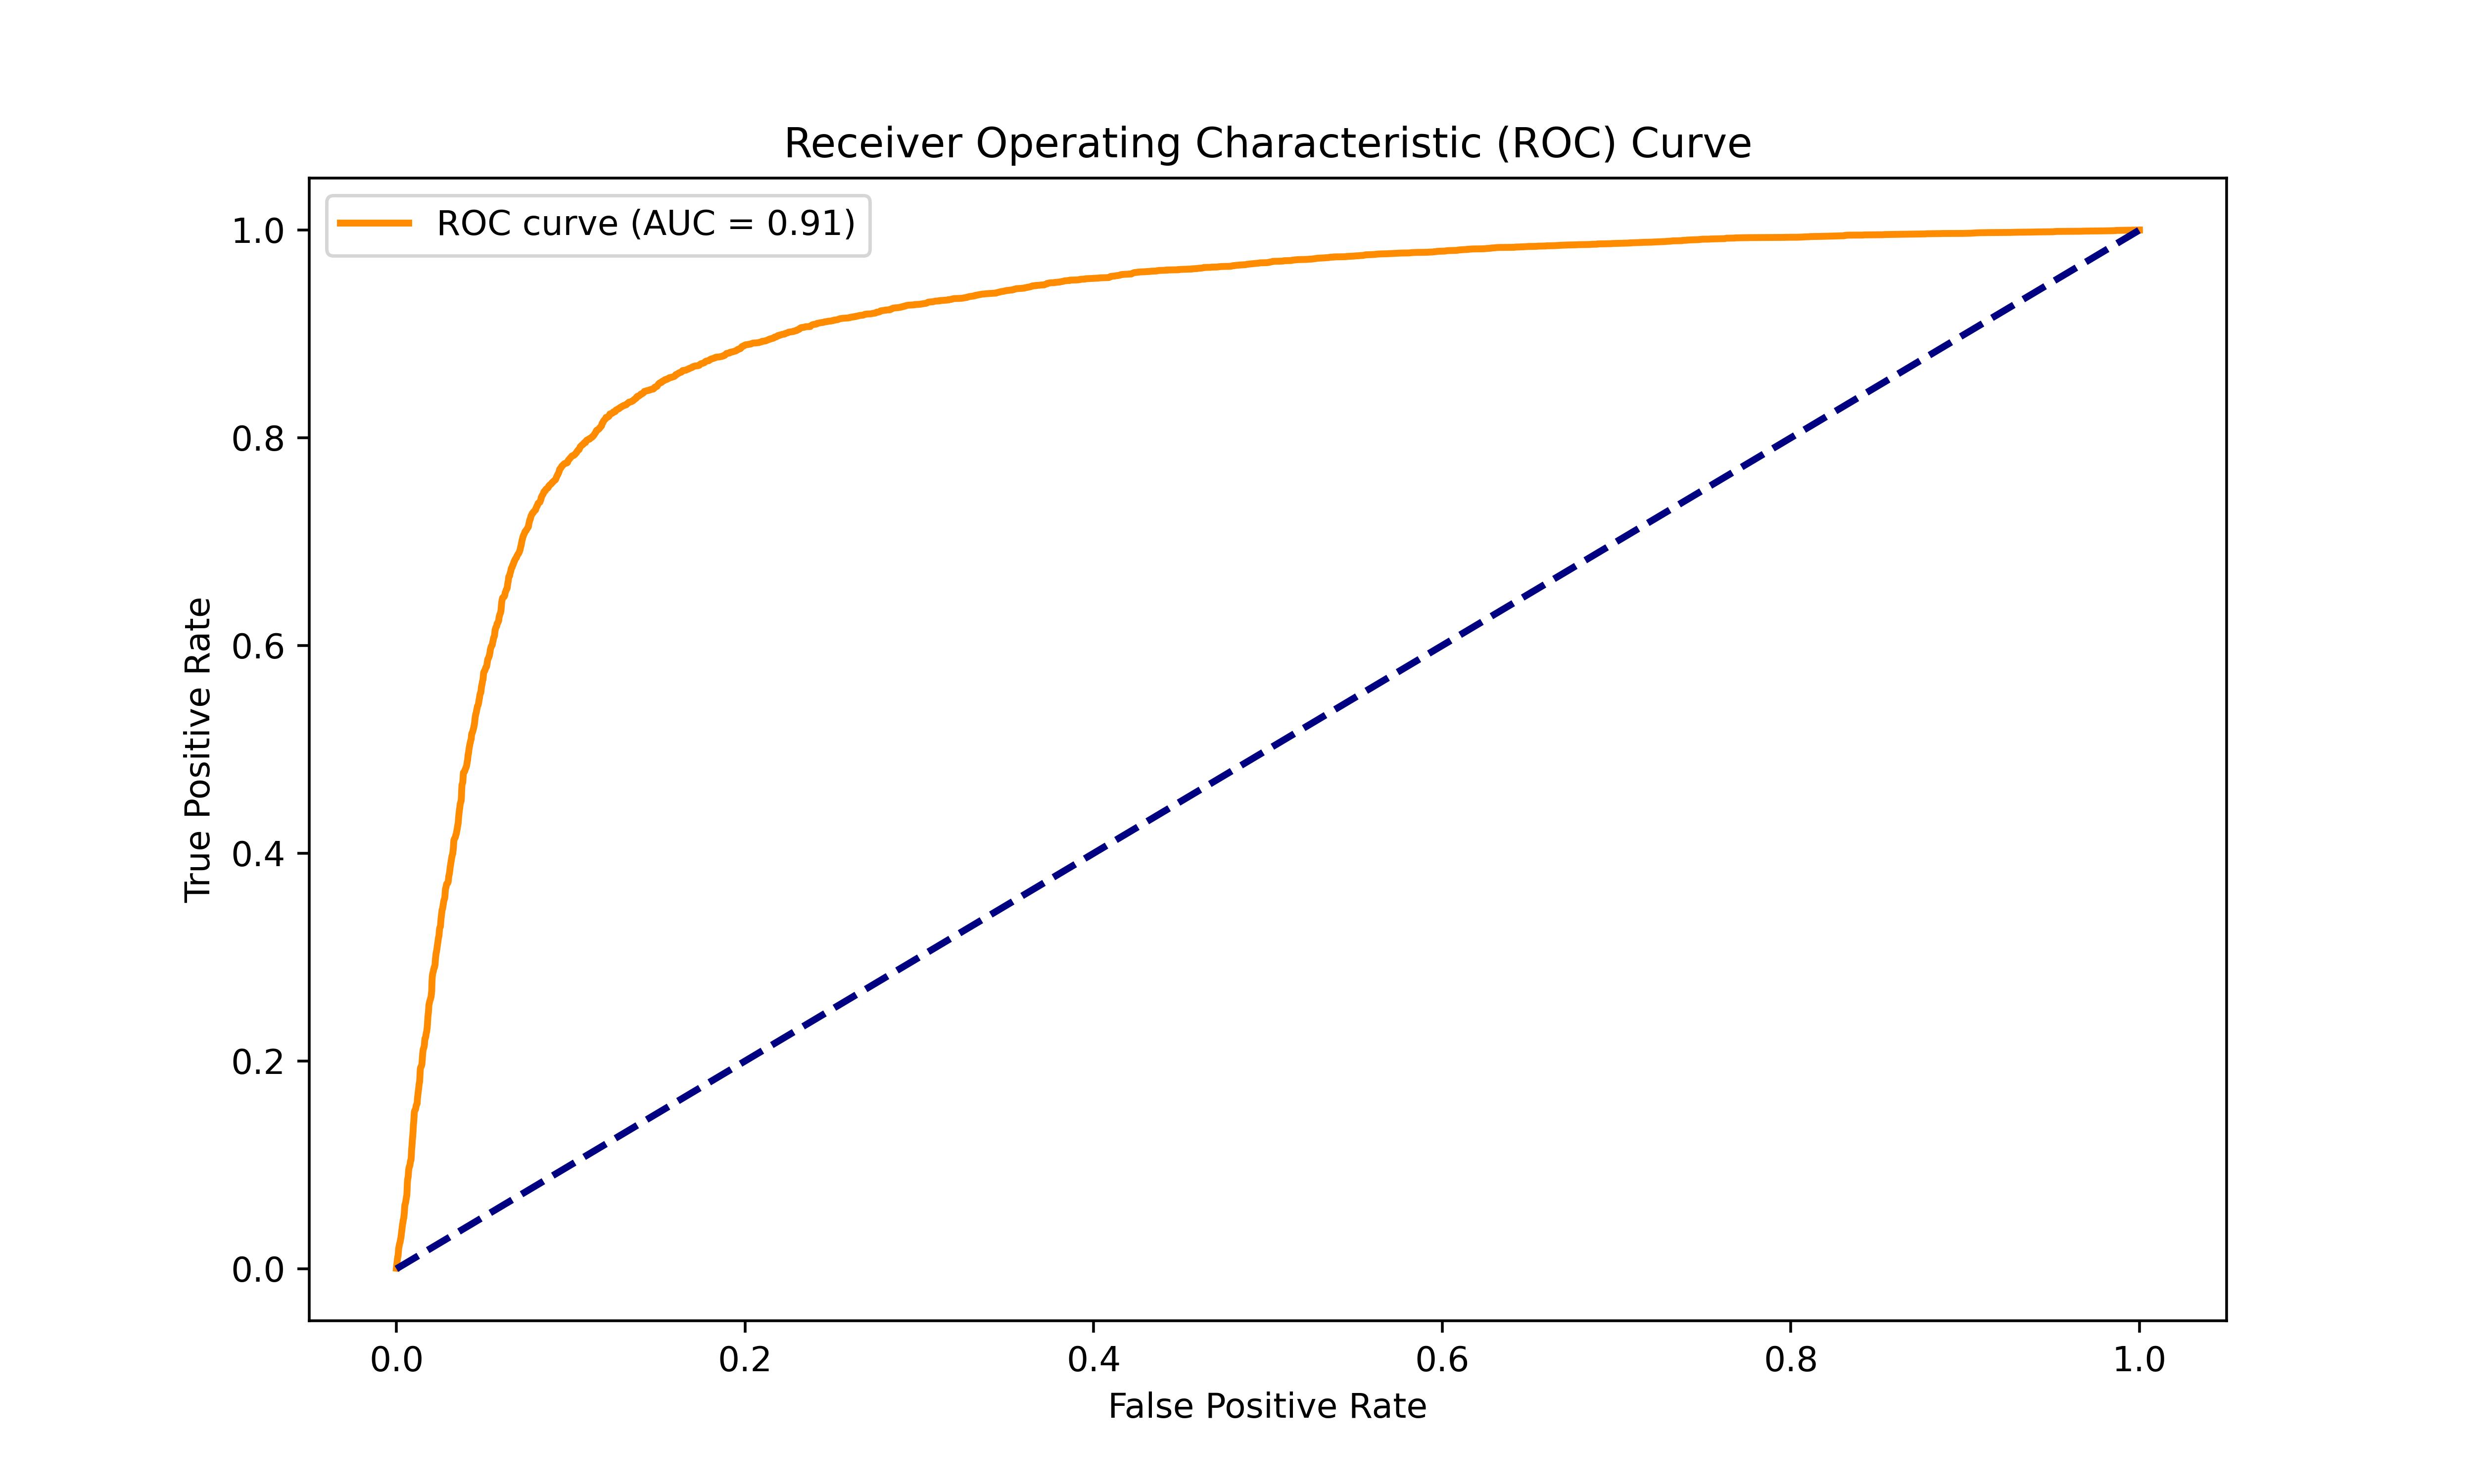 Receiver Operating Characteristic (ROC) Curve
ROC curve (AUC = 0.91)
True Positive Rate
1.0
0.8
0.6
0.4
0.2
0.0
0.0 0.2 0.4 0.6 0.8 1.0
False Positive Rate